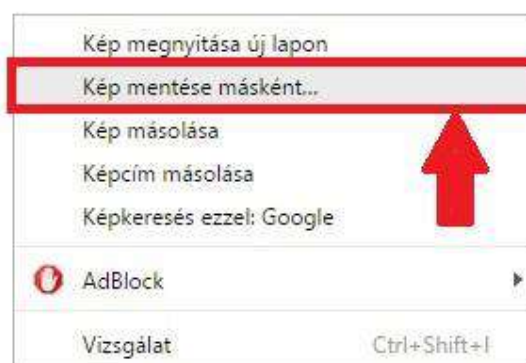 Kép megnyitása új lapon
Kép mentése másként...
Kép másolása
Képcím másolása
Képkeresés ezzel: Google
AdBlock
Vizsgálat Ctrl+Shift+I